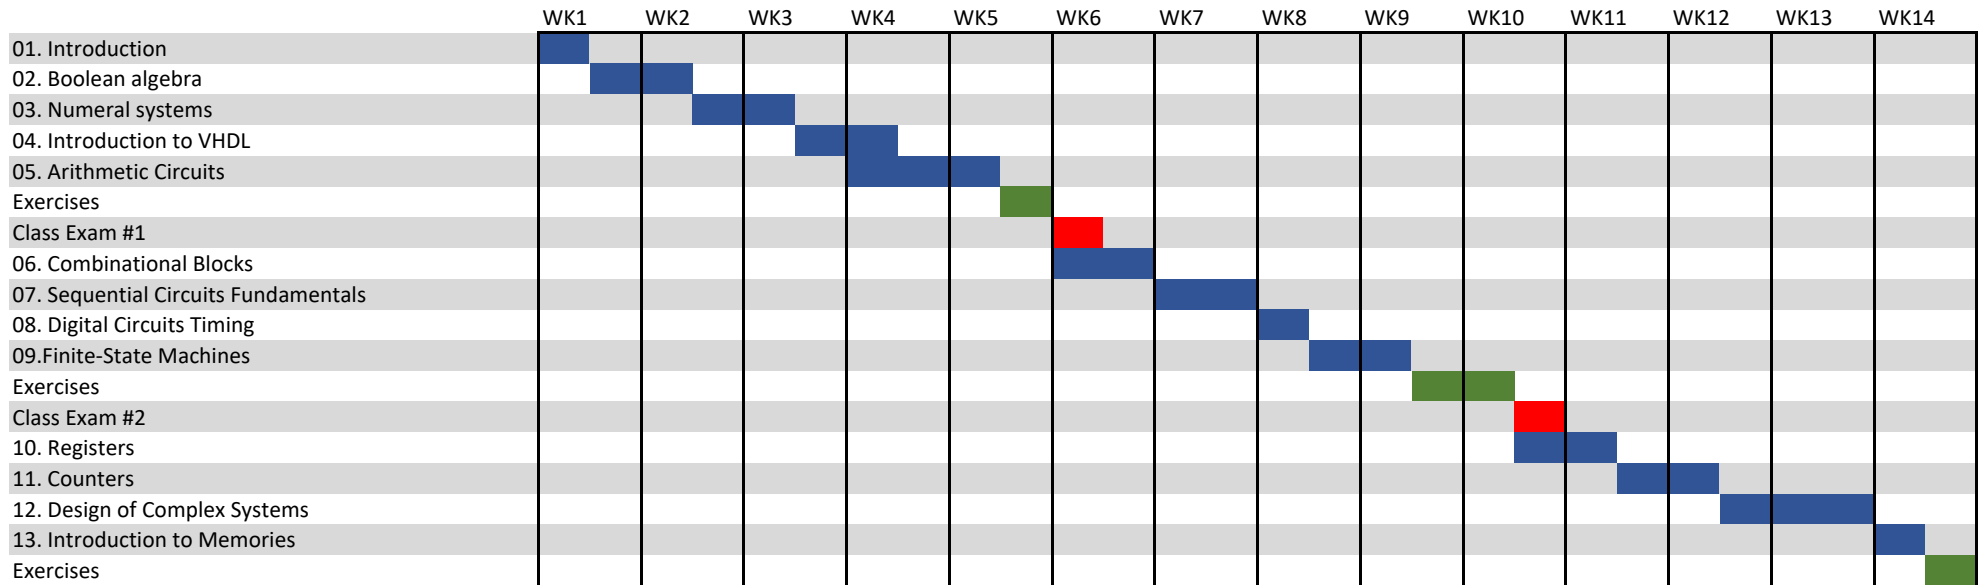 WK1 WK2 WK3 WK4 WK5 WK6 WK7 WK8 WK9 WK10 WK11 WK12 WK13 WK14
01. Introduction
02. Boolean algebra
03. Numeral systems
04. Introduction to VHDL
05. Arithmetic Circuits
Exercises
Class Exam #1
06. Combinational Blocks
07. Sequential Circuits Fundamentals
08. Digital Circuits Timing
09.Finite-State Machines
Exercises
Class Exam #2
10. Registers
11. Counters
12. Design of Complex Systems
13. Introduction to Memories
Exercises